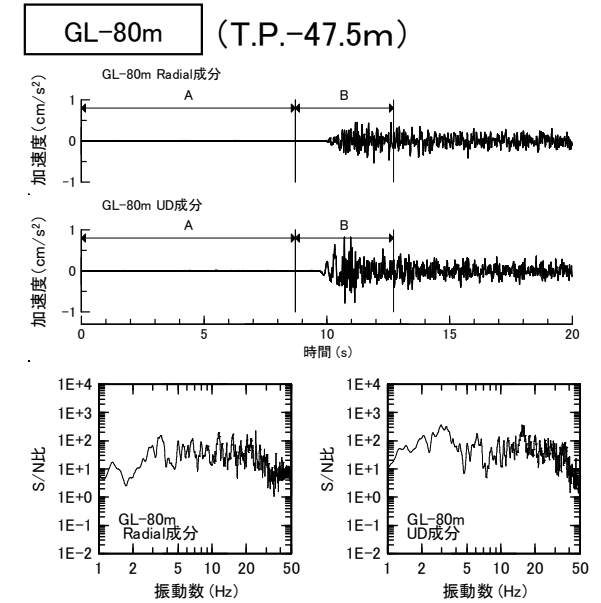 GL-80m (T.P.-47.5m)
GL-80m Radial成分
加速度(cm/s²)
1
0
-1
A B
GL-80m UD成分
加速度(cm/s²)
1
0
-1
A B
0 5 10 15 20
時間(s)
S/N比
1E+4
1E+3
1E+2
1E+1
1E+0
1E-1
1E-2
GL-80m
Radial成分
1 2 5 10 20 50
振動数(Hz)
S/N比
1E+4
1E+3
1E+2
1E+1
1E+0
1E-1
1E-2
GL-80m
UD成分
1 2 5 10 20 50
振動数(Hz)